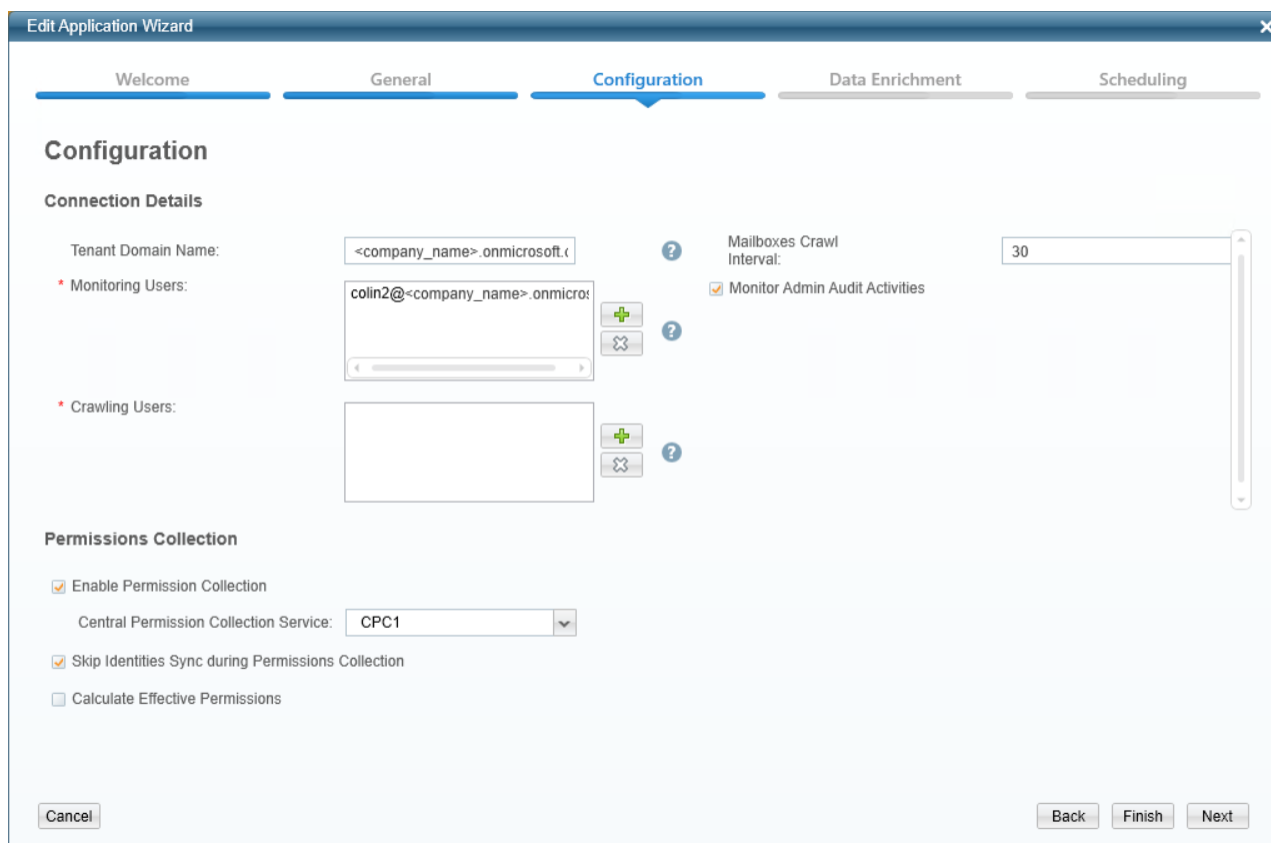 Edit Application Wizard
Welcome
General
Configuration
Data Enrichment
Scheduling
Configuration
Connection Details
Tenant Domain Name:
<company_name>.onmicrosoft.c
Mailboxes Crawl
Interval:
30
* Monitoring Users:
colin2@<company_name>.onmicros
Monitor Admin Audit Activities
* Crawling Users:
Permissions Collection
Enable Permission Collection
Central Permission Collection Service:
CPC1
Skip Identities Sync during Permissions Collection
Calculate Effective Permissions
Cancel
Back
Finish
Next